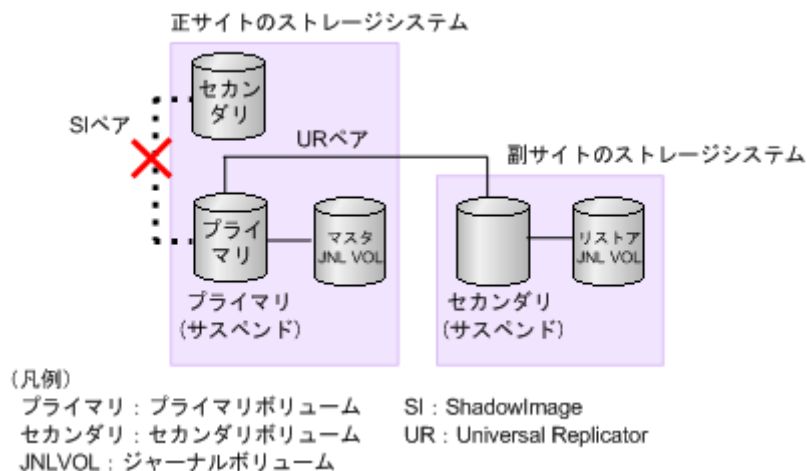 正サイトのストレージシステム
セカン
ダリ
SIペア
URペア
副サイトのストレージシステム
プライ
マリ
マスタ
JNL VOL
リストア
JNL VOL
プライマリ
(サスペンド)
セカンダリ
(サスペンド)
(凡例)
プライマリ：プライマリボリューム
SI：ShadowImage
セカンダリ：セカンダリボリューム
UR：Universal Replicator
JNLVOL：ジャーナルボリューム